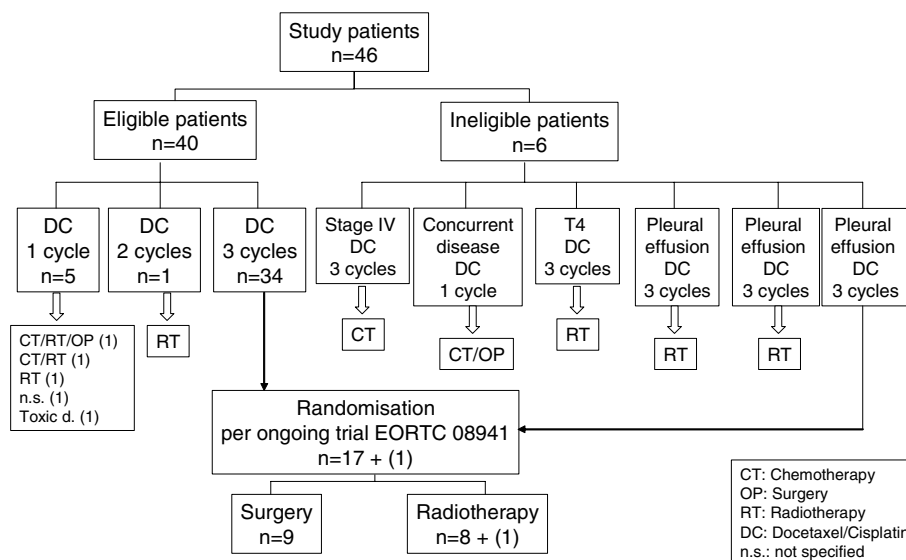 Study patients
n=46
Eligible patients
n=40
Ineligible patients
n=6
DC
1 cycle
n=5
DC
2 cycles
n=1
DC
3 cycles
n=34
Stage IV
DC
3 cycles
Concurrent
disease
DC
1 cycle
T4
DC
3 cycles
Pleural
effusion
DC
3 cycles
Pleural
effusion
DC
3 cycles
Pleural
effusion
DC
3 cycles
CT/RT/OP (1)
CT/RT (1)
RT (1)
n.s. (1)
Toxic d. (1)
RT
CT
CT/OP
RT
RT
RT
Randomisation
per ongoing trial EORTC 08941
n=17 + (1)
Surgery
n=9
Radiotherapy
n=8 + (1)
CT: Chemotherapy
OP: Surgery
RT: Radiotherapy
DC: Docetaxel/Cisplatin
n.s.: not specified